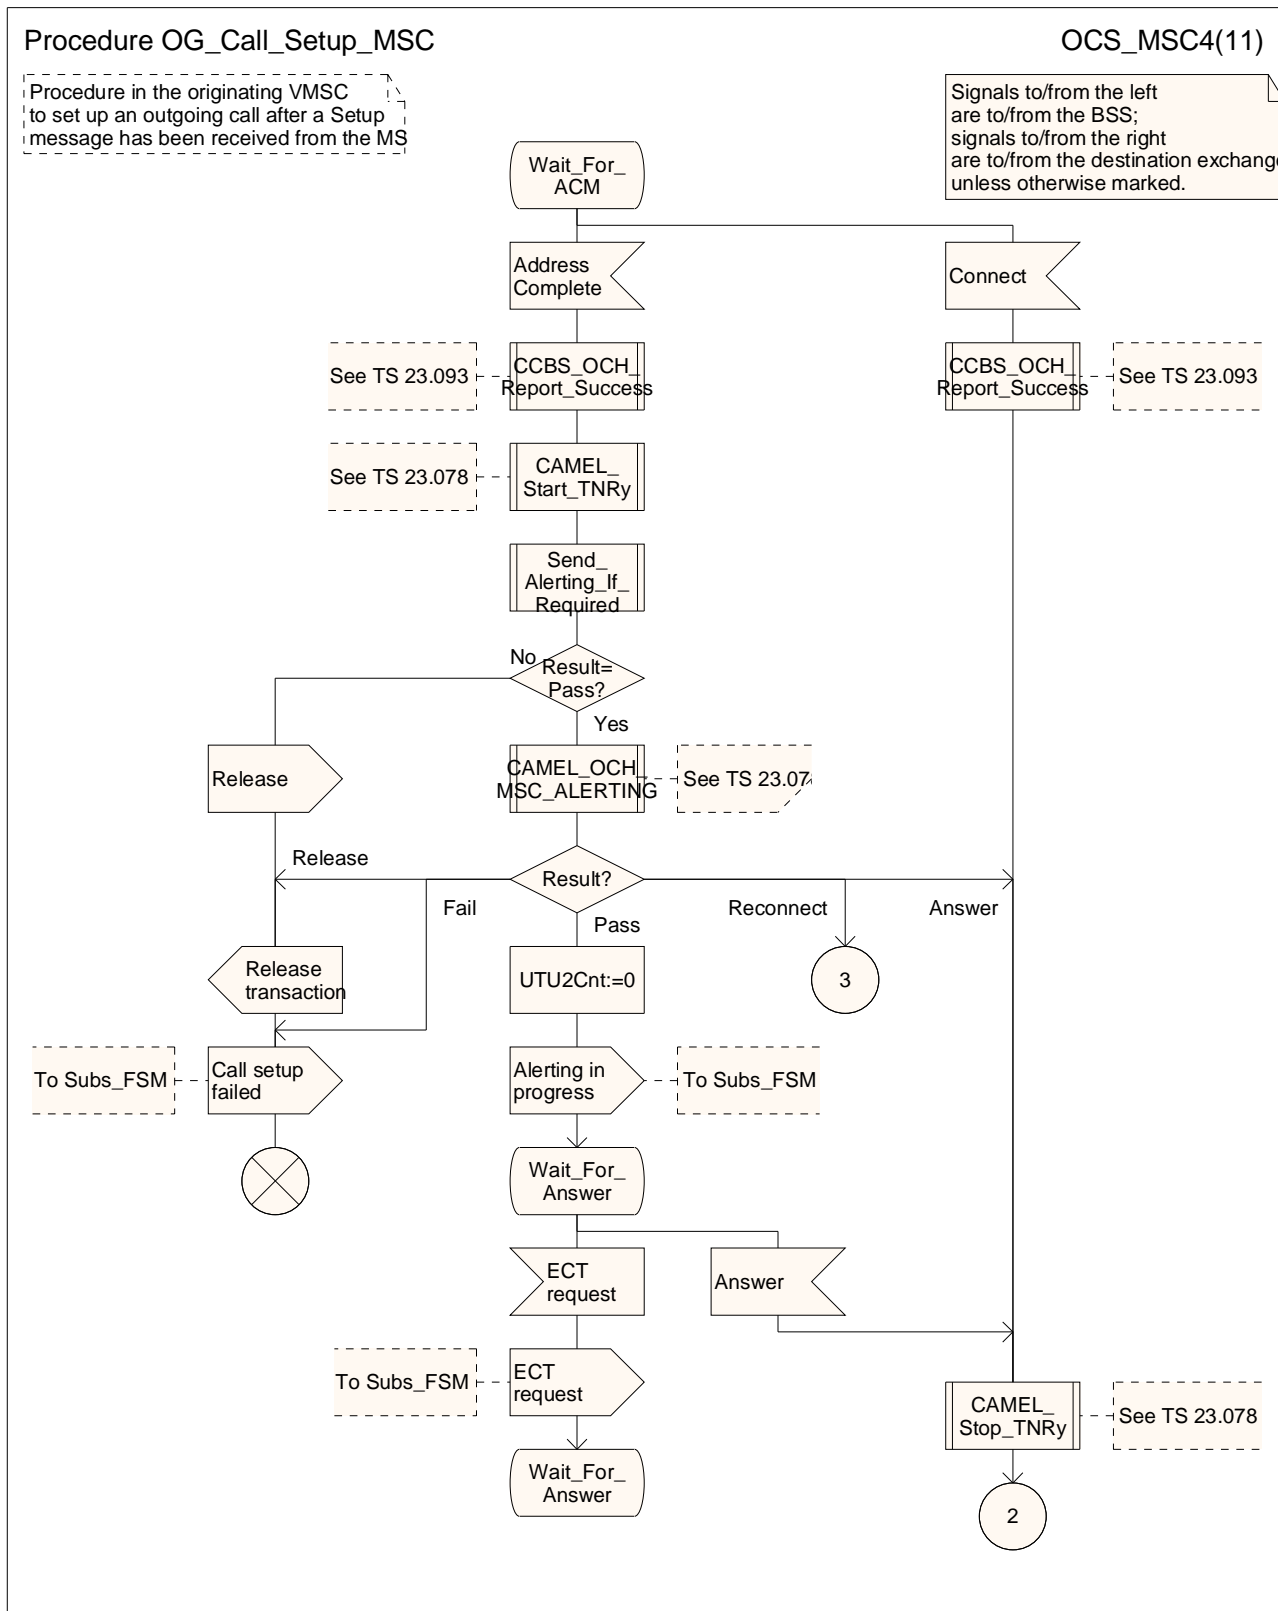 Procedure OG_Call_Setup_MSC
OCS_MSC4(11)
Procedure in the originating VMSC
to set up an outgoing call after a Setup
message has been received from the MS
Signals to/from the left
are to/from the BSS;
signals to/from the right
are to/from the destination exchange
unless otherwise marked.
Wait_For_
ACM
Address
Complete
Connect
See TS 23.093
CCBS_OCH_
Report_Success
CCBS_OCH_
Report_Success
See TS 23.093
See TS 23.078
CAMEL_
Start_TNRy
Send_
Alerting_If_
Required
No
Result=
Pass?
Yes
Release
CAMEL_OCH_
MSC_ALERTING
See TS 23.07
Release
Result?
Fail
Reconnect
Answer
Pass
Release
transaction
UTU2Cnt:=0
3
To Subs_FSM
Call setup
failed
Alerting in
progress
To Subs_FSM
Wait_For_
Answer
ECT
request
Answer
To Subs_FSM
ECT
request
CAMEL_
Stop_TNRy
See TS 23.078
Wait_For_
Answer
2